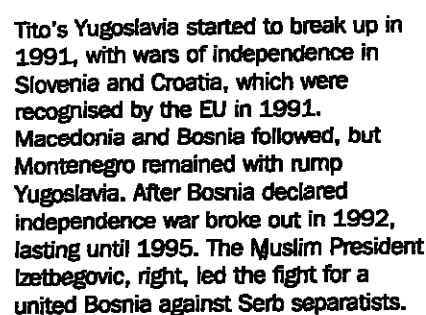 Tito's Yugoslavia started to break up in
1991, with wars of independence in
Slovenia and Croatia, which were
recognised by the EU in 1991.
Macedonia and Bosnia followed, but
Montenegro remained with rump
Yugoslavia. After Bosnia declared
independence war broke out in 1992,
lasting until 1995. The Muslim President
Izetbegovic, right, led the fight for a
united Bosnia against Serb separatists.